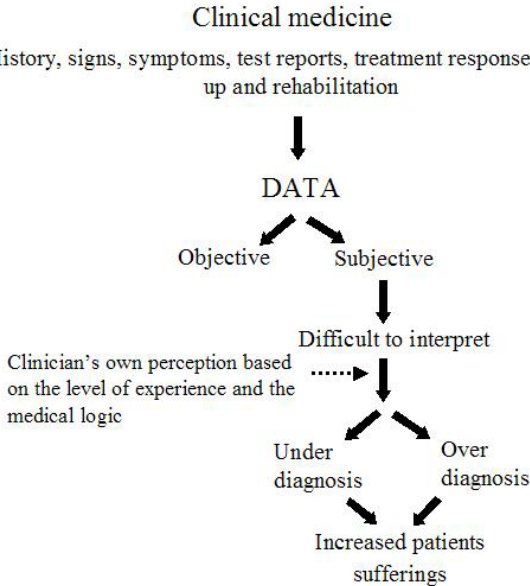 Clinical medicine
History, signs, symptoms, test reports, treatment response
up and rehabilitation
DATA
Objective
Subjective
Difficult to interpret
Clinician's own perception based
on the level of experience and the
medical logic
Under
diagnosis
Over
diagnosis
Increased patients
sufferings